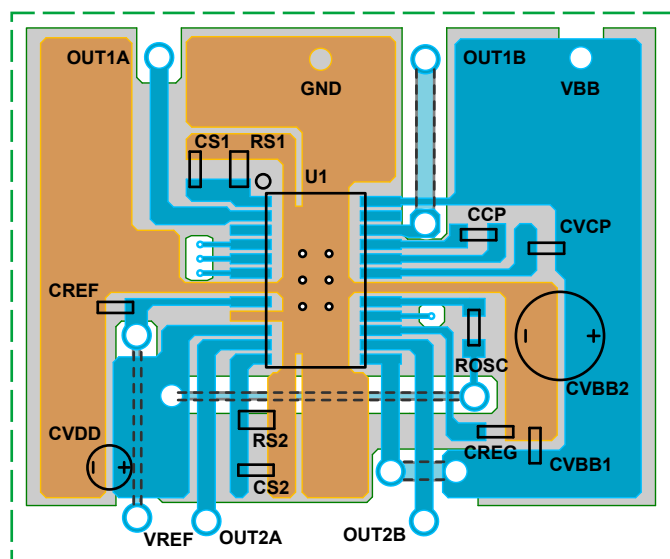 OUT1A
GND
OUT1B
VBB
CS1 RS1
U1
CCP
CVCP
CREF
ROSC
CVBB2
CVDD
RS2
CREG
CVBB1
CS2
VREF
OUT2A
OUT2B